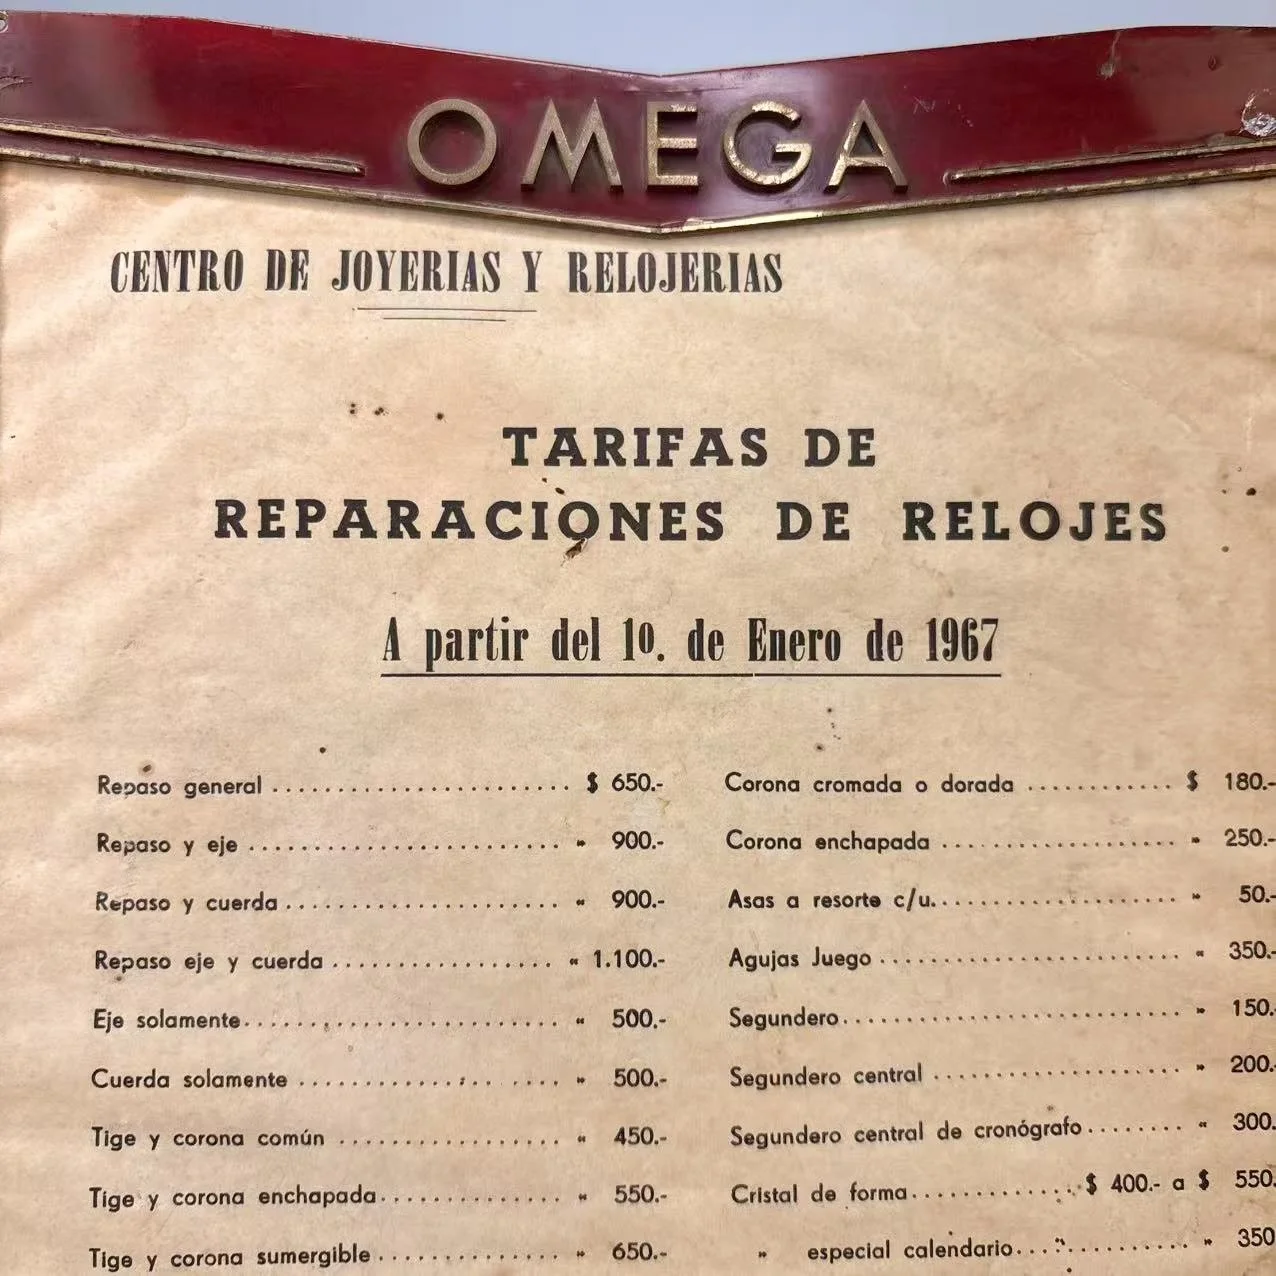 OMEGA
CENTRO DE JOYERIAS Y RELOJERIAS
TARIFAS DE
REPARACIONES DE RELOJES
A partir del 1o. de Enero de 1967
Repaso general ...................... $ 650.-
Repaso y eje ........................ " 900.-
Repaso y cuerda ..................... " 900.-
Repaso eje y cuerda ................. " 1.100.-
Eje solamente........................ " 500.-
Cuerda solamente .................... " 500.-
Tige y corona común ................. " 450.-
Tige y corona enchapada.............. " 550.-
Tige y corona sumergible .............. " 650.-
Corona cromada o dorada ............ $ 180.-
Corona enchapada ................... " 250.-
Asas a resorte c/u.................. " 50.-
Agujas Juego ....................... " 350.-
Segundero........................... " 150.-
Segundero central .................. " 200.-
Segundero central de cronógrafo........ " 300.
Cristal de forma............. $ 400.- a $ 550.
" especial calendario.............. " 350